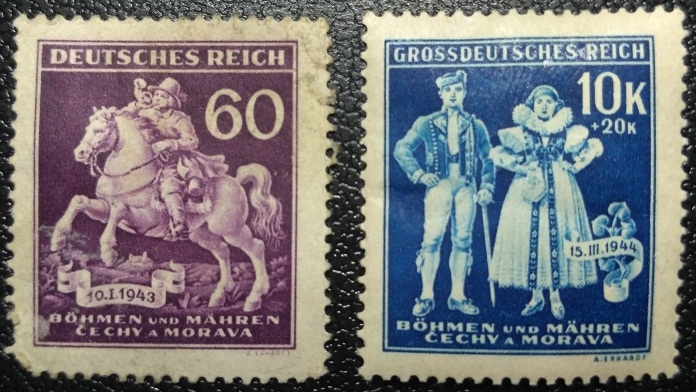 DEUTSCHES REICH
60
10.I.1943
BÖHMEN UND MÄHREN
ČECHY A MORAVA
GROSSDEUTSCHES REICH
10K
+20K
15.III.1944
BÖHMEN UND MÄHREN
ČECHY A MORAVA
A. ERHARDT